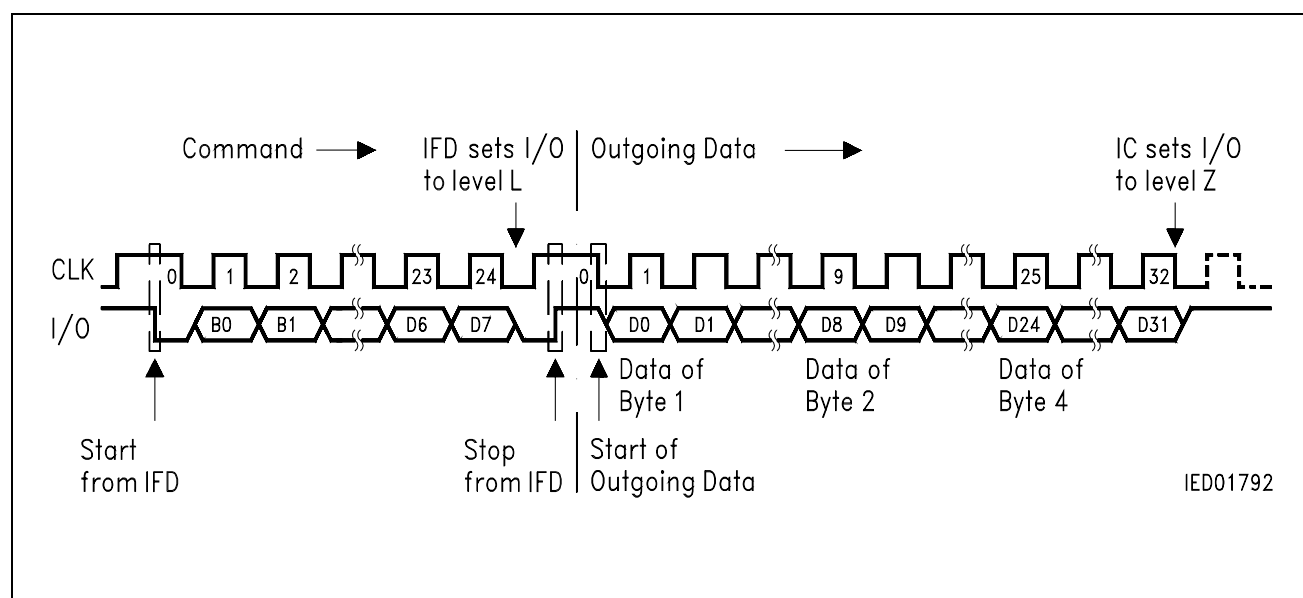 Command
IFD sets I/O
to level L
Outgoing Data
IC sets I/O
to level Z
CLK
0 1 2 23 24 0 1 9 25 32
I/O
B0 B1 D6 D7 D0 D1 D8 D9 D24 D31
Data of
Byte 1
Data of
Byte 2
Data of
Byte 4
Start
from IFD
Stop
from IFD
Start of
Outgoing Data
IED01792